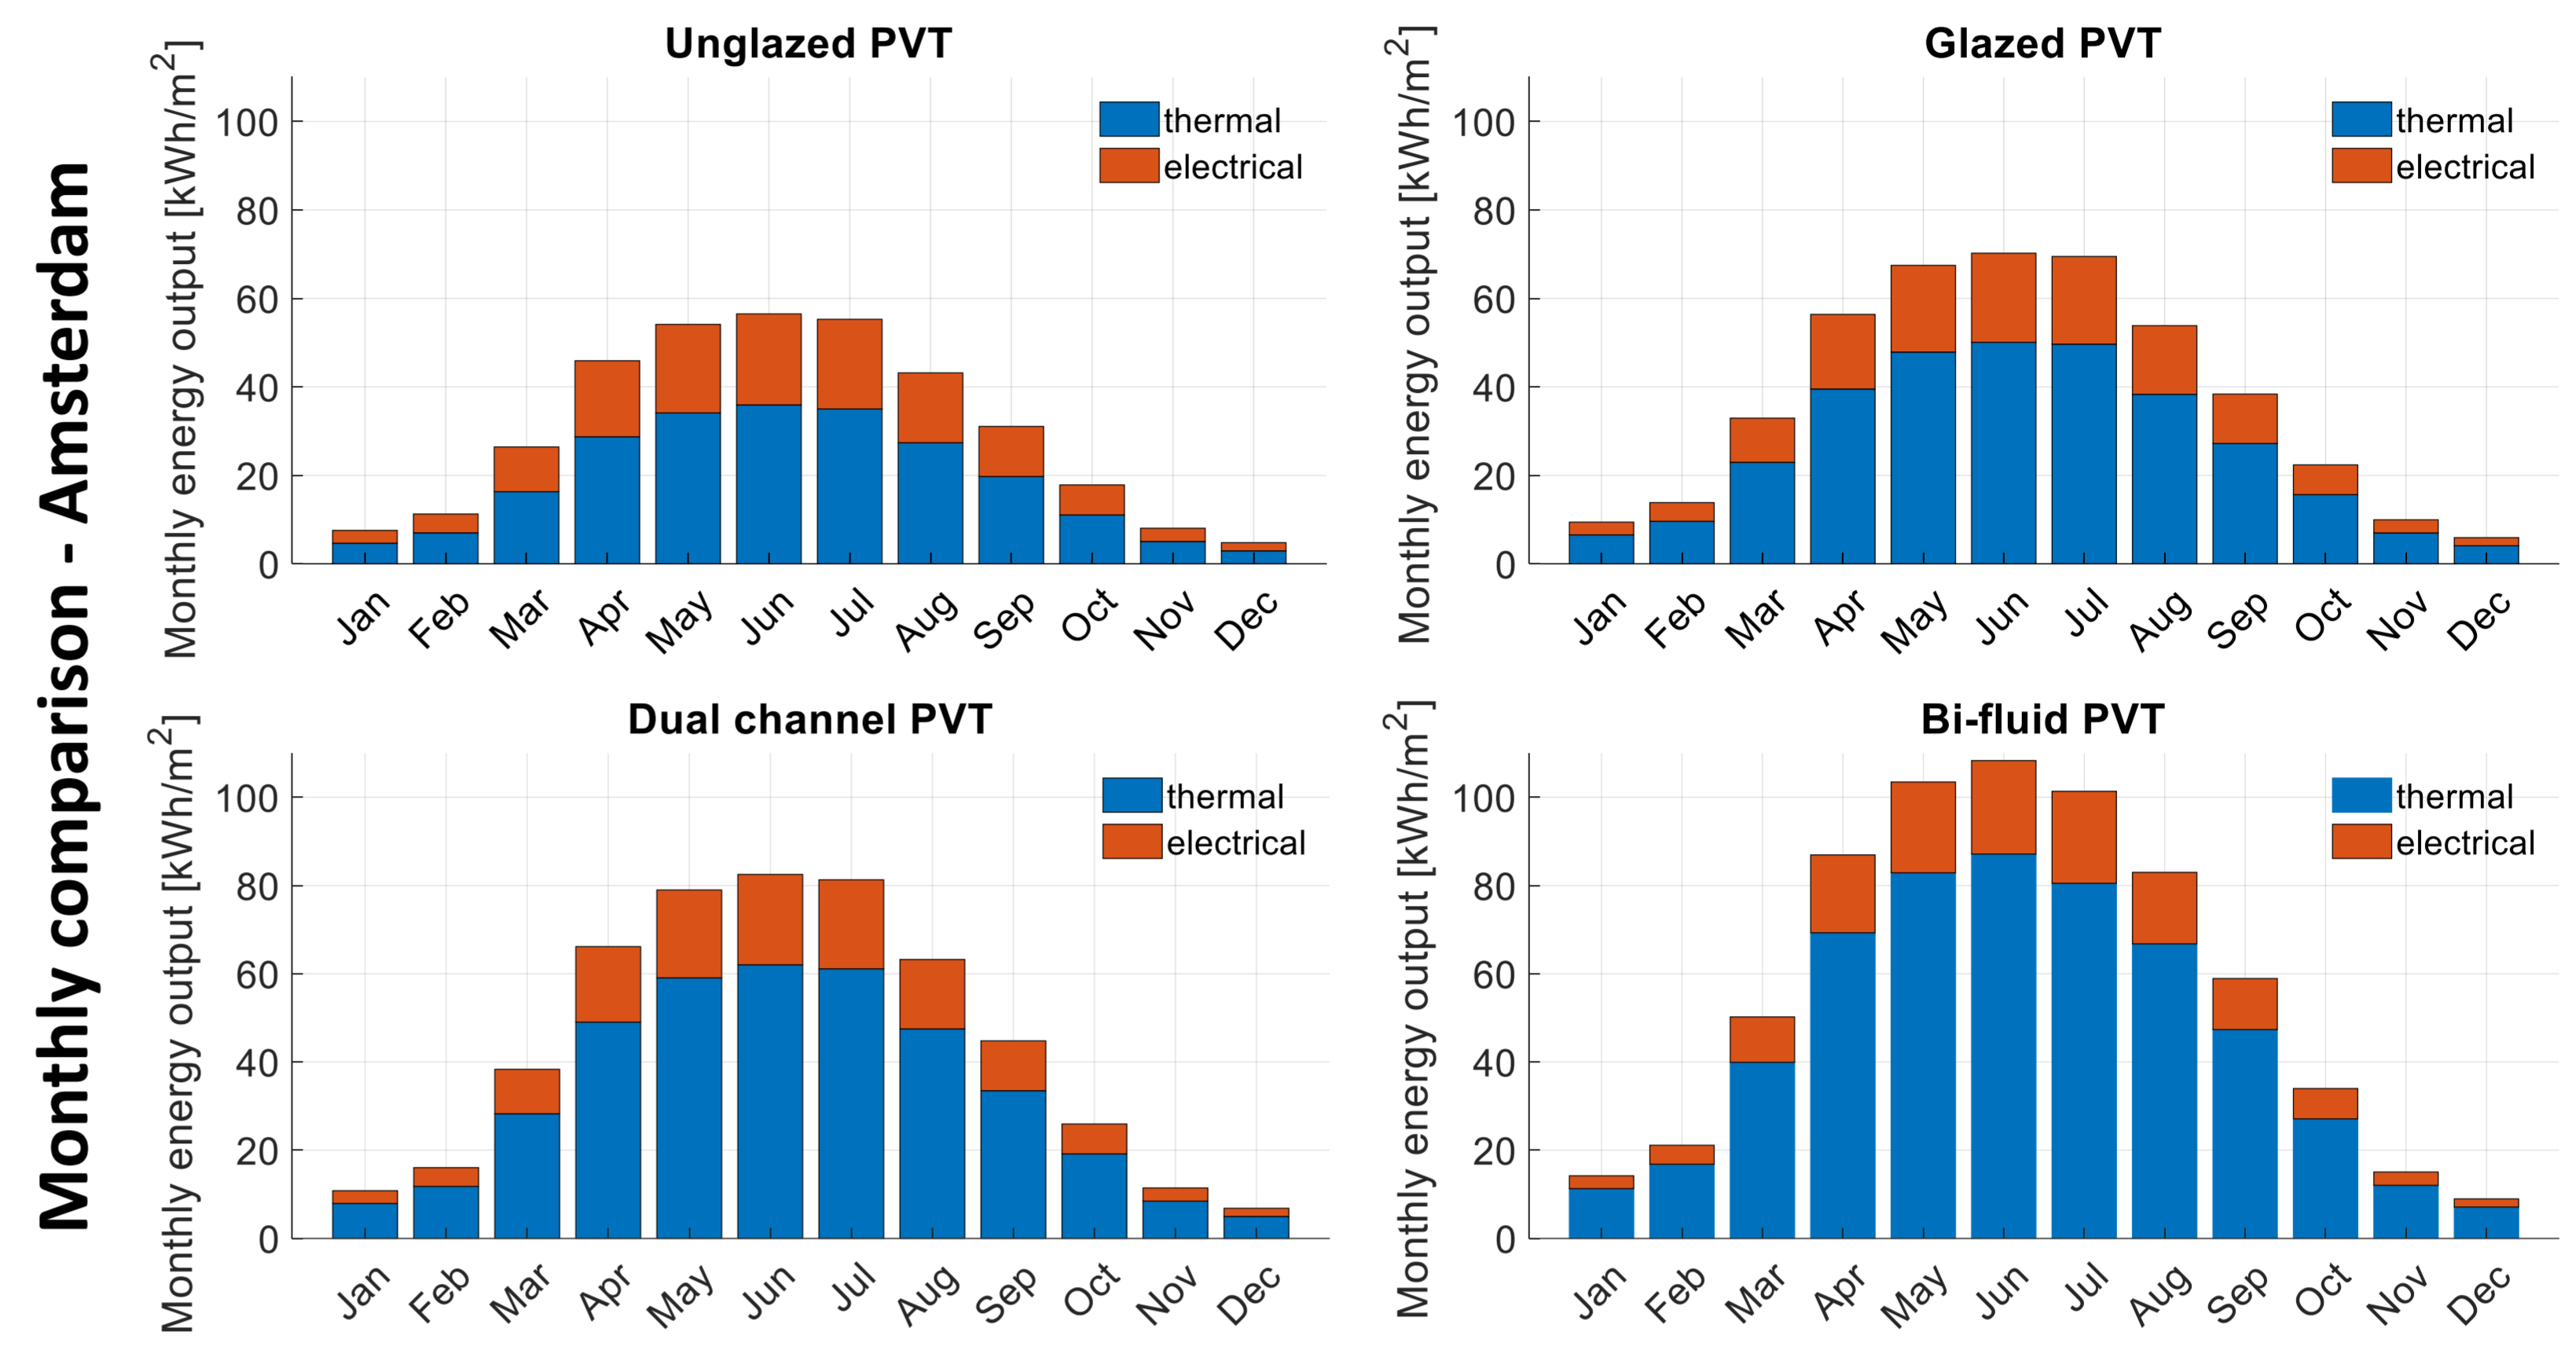 Monthly comparison - Amsterdam
Unglazed PVT
Monthly energy output [kWh/m²]
100
80
60
40
20
0
thermal
electrical
Jan Feb Mar Apr May Jun Jul Aug Sep Oct Nov Dec
Glazed PVT
Monthly energy output [kWh/m²]
100
80
60
40
20
0
thermal
electrical
Jan Feb Mar Apr May Jun Jul Aug Sep Oct Nov Dec
Dual channel PVT
Monthly energy output [kWh/m²]
100
80
60
40
20
0
thermal
electrical
Jan Feb Mar Apr May Jun Jul Aug Sep Oct Nov Dec
Bi-fluid PVT
Monthly energy output [kWh/m²]
100
80
60
40
20
0
thermal
electrical
Jan Feb Mar Apr May Jun Jul Aug Sep Oct Nov Dec